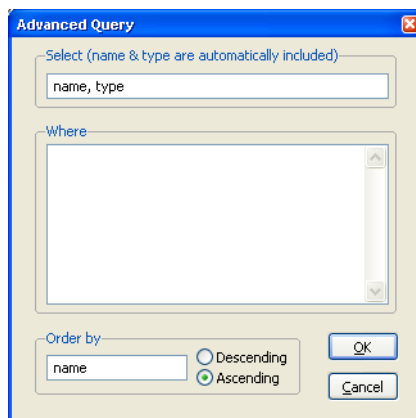 Advanced Query
Select (name & type are automatically included)
name, type
Where
Order by
name
Descending
Ascending
OK
Cancel